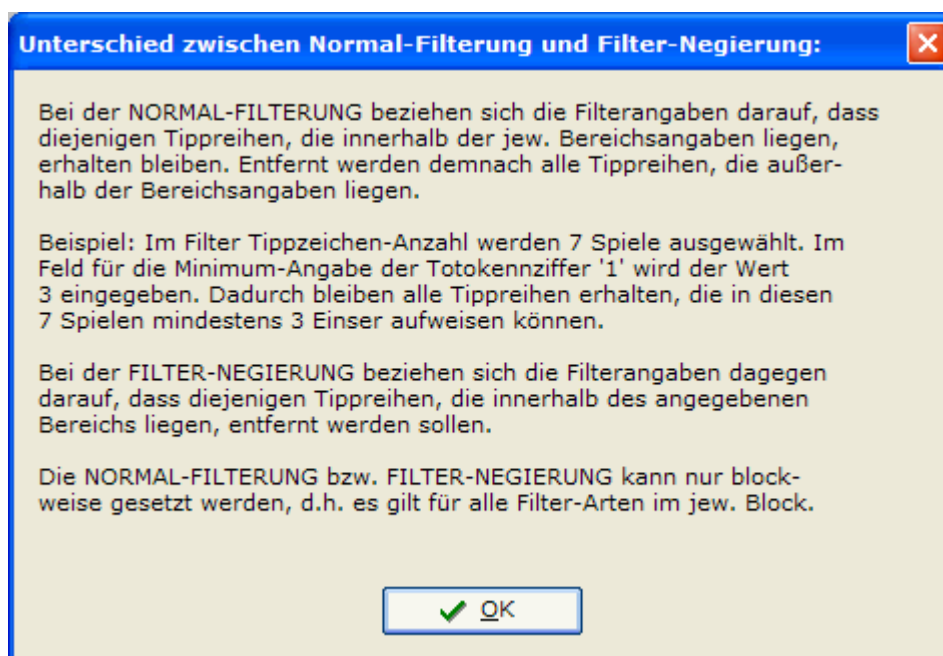 Unterschied zwischen Normal-Filterung und Filter-Negierung:
Bei der NORMAL-FILTERUNG beziehen sich die Filterangaben darauf, dass
diejenigen Tippreihen, die innerhalb der jew. Bereichsangaben liegen,
erhalten bleiben. Entfernt werden demnach alle Tippreihen, die außer-
halb der Bereichsangaben liegen.
Beispiel: Im Filter Tippzeichen-Anzahl werden 7 Spiele ausgewählt. Im
Feld für die Minimum-Angabe der Totokennziffer '1' wird der Wert
3 eingegeben. Dadurch bleiben alle Tippreihen erhalten, die in diesen
7 Spielen mindestens 3 Einser aufweisen können.
Bei der FILTER-NEGIERUNG beziehen sich die Filterangaben dagegen
darauf, dass diejenigen Tippreihen, die innerhalb des angegebenen
Bereichs liegen, entfernt werden sollen.
Die NORMAL-FILTERUNG bzw. FILTER-NEGIERUNG kann nur block-
weise gesetzt werden, d.h. es gilt für alle Filter-Arten im jew. Block.
OK